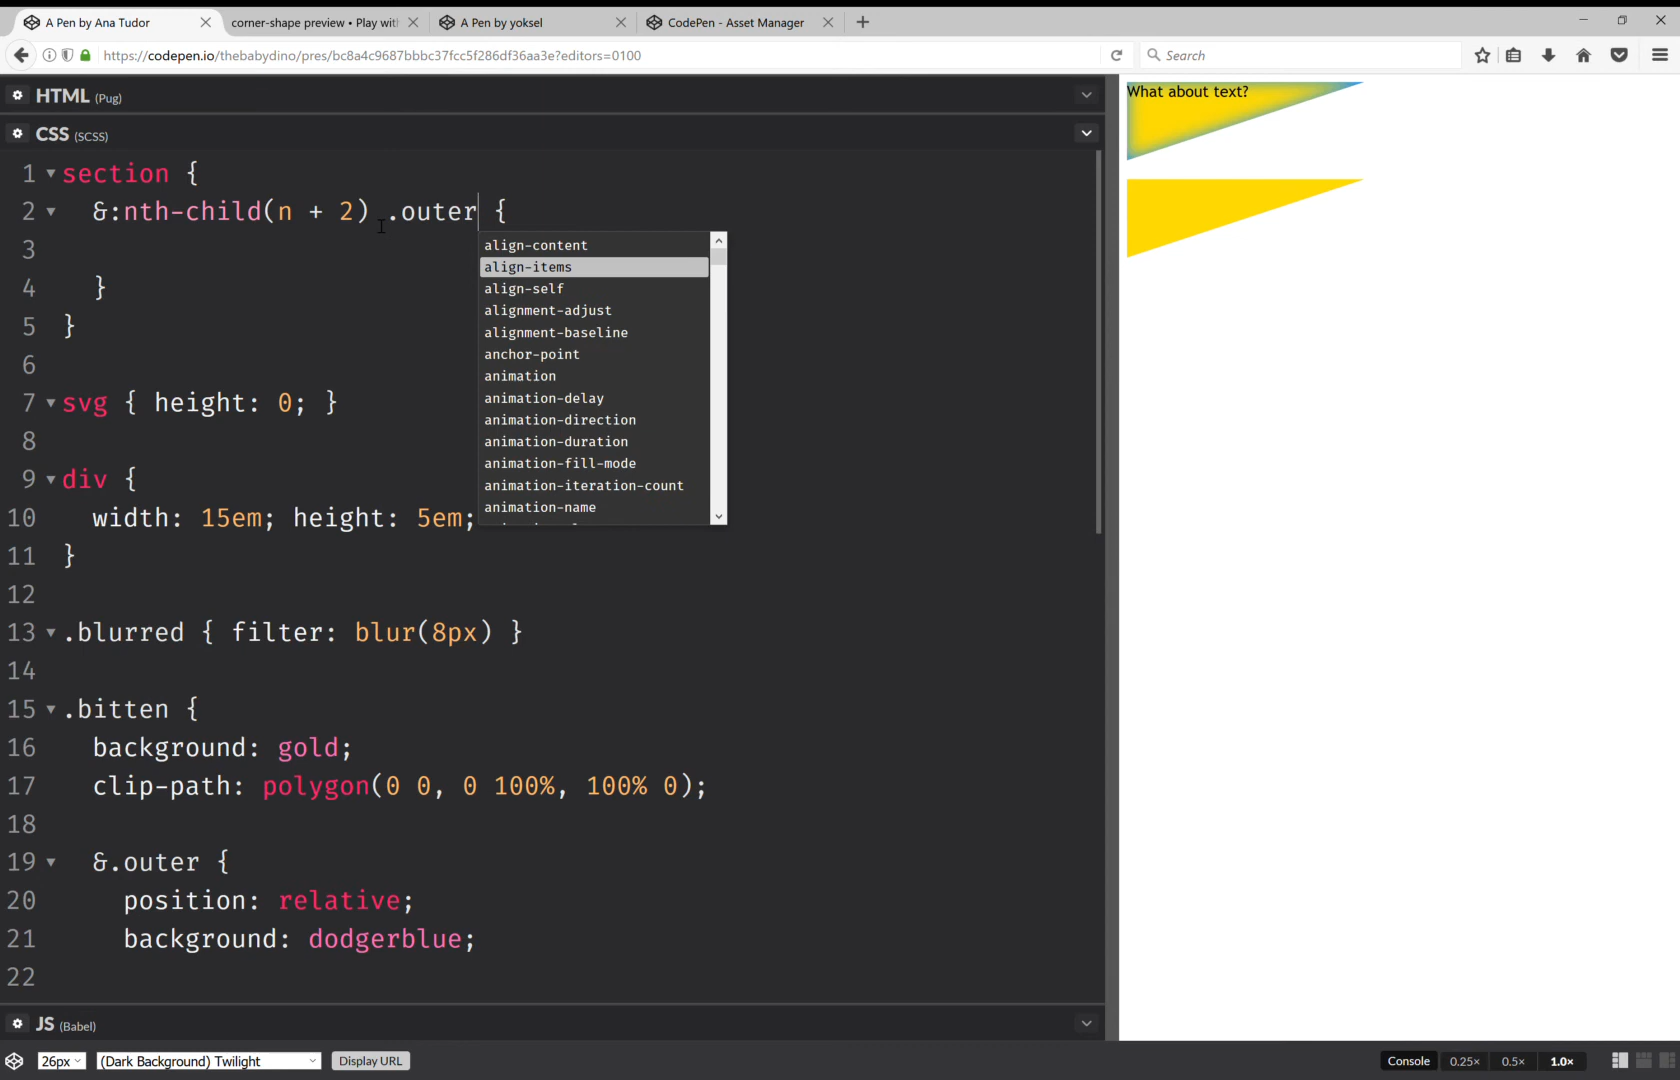 A Pen by Ana Tudor
corner-shape preview • Play wit
A Pen by yoksel
CodePen - Asset Manager
https://codepen.io/thebabydino/pres/bc8a4c9687bbbc37fcc5f286df36aa3e?editors=0100
Search
HTML (Pug)
CSS (SCSS)
1 section {
2 &:nth-child(n + 2) .outer {
3
4 }
5 }
6
7 svg { height: 0; }
8
9 div {
10 width: 15em; height: 5em;
11 }
12
13 .blurred { filter: blur(8px) }
14
15 .bitten {
16 background: gold;
17 clip-path: polygon(0 0, 0 100%, 100% 0);
18
19 &.outer {
20 position: relative;
21 background: dodgerblue;
22
align-content
align-items
align-self
alignment-adjust
alignment-baseline
anchor-point
animation
animation-delay
animation-direction
animation-duration
animation-fill-mode
animation-iteration-count
animation-name
What about text?
JS (Babel)
26px
(Dark Background) Twilight
Display URL
Console
0.25×
0.5×
1.0×